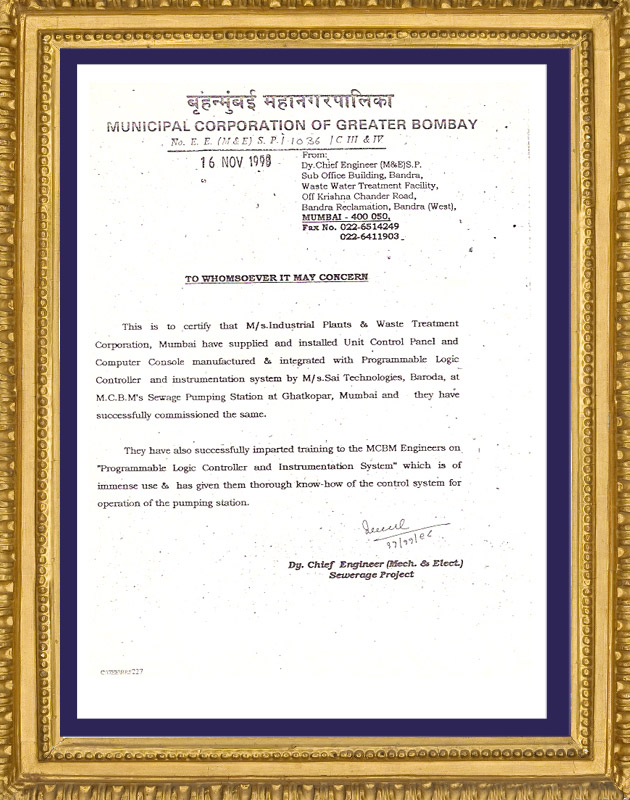 बृहन्मुंबई महानगरपालिका
MUNICIPAL CORPORATION OF GREATER BOMBAY
No. E. E. (M&E) S. P./ 1036 /C III & IV
16 NOV 1998
From:
Dy.Chief Engineer (M&E)S.P.
Sub Office Building, Bandra,
Waste Water Treatment Facility,
Off Krishna Chander Road,
Bandra Reclamation, Bandra (West),
MUMBAI - 400 050.
Fax No. 022-6514249
022-6411903
TO WHOMSOEVER IT MAY CONCERN
This is to certify that M/s.Industrial Plants & Waste Treatment
Corporation, Mumbai have supplied and installed Unit Control Panel and
Computer Console manufactured & integrated with Programmable Logic
Controller and instrumentation system by M/s.Sai Technologies, Baroda, at
M.C.B.M's Sewage Pumping Station at Ghatkopar, Mumbai and they have
successfully commissioned the same.
They have also successfully imparted training to the MCBM Engineers on
"Programmable Logic Controller and Instrumentation System" which is of
immense use & has given them thorough know-how of the control system for
operation of the pumping station.
Dy. Chief Engineer (Mech. & Elect.)
Sewerage Project